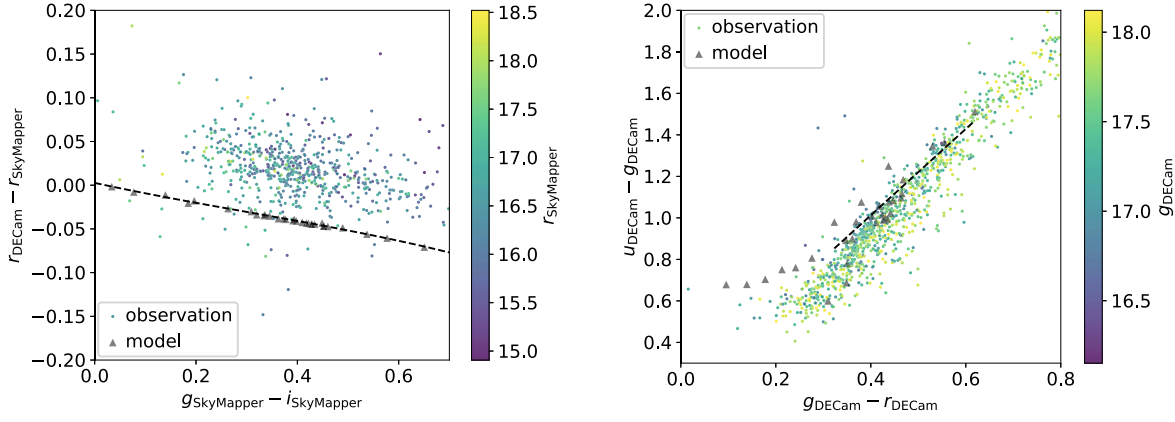 0.20
0.15
0.10
0.05
0.00
−0.05
−0.10
−0.15
−0.20
r_DECam − r_SkyMapper
0.0 0.2 0.4 0.6
g_SkyMapper − i_SkyMapper
observation
model
18.5
18.0
17.5
17.0
16.5
16.0
15.5
15.0
r_SkyMapper
2.0
1.8
1.6
1.4
1.2
1.0
0.8
0.6
0.4
u_DECam − g_DECam
0.0 0.2 0.4 0.6 0.8
g_DECam − r_DECam
observation
model
18.0
17.5
17.0
16.5
g_DECam